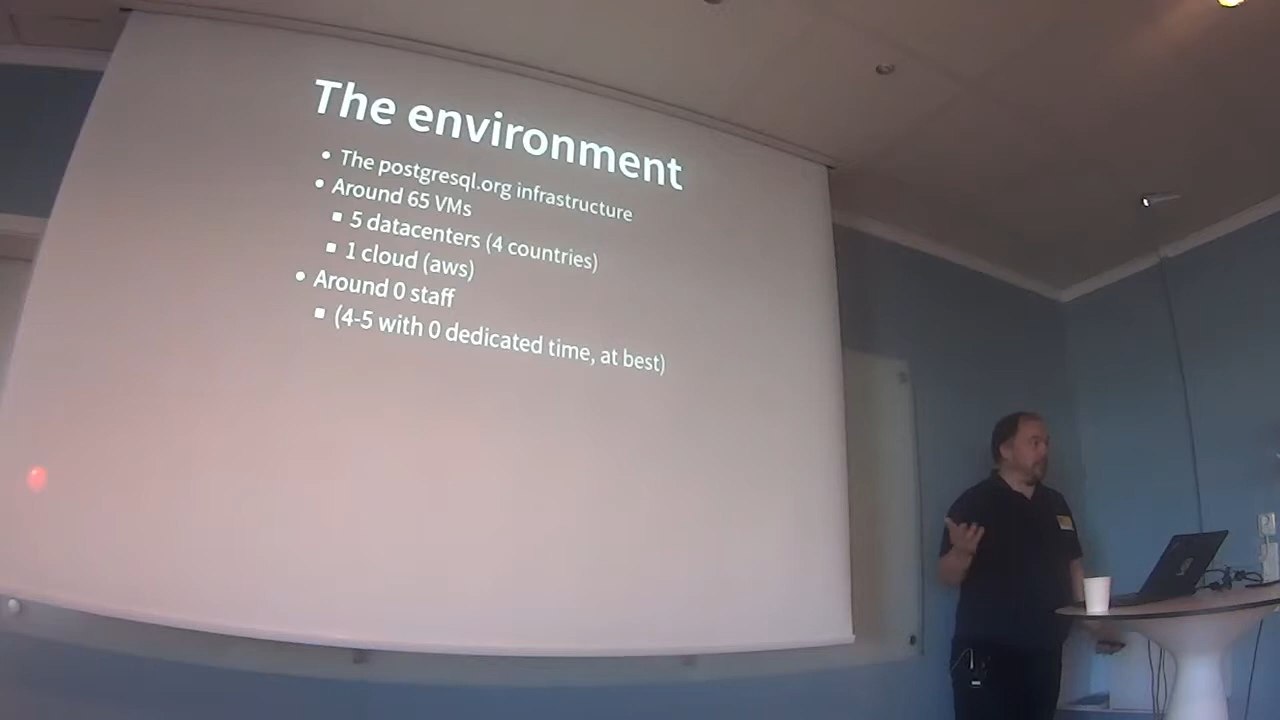 The environment
• The postgresql.org infrastructure
• Around 65 VMs
▪ 5 datacenters (4 countries)
▪ 1 cloud (aws)
• Around 0 staff
▪ (4-5 with 0 dedicated time, at best)